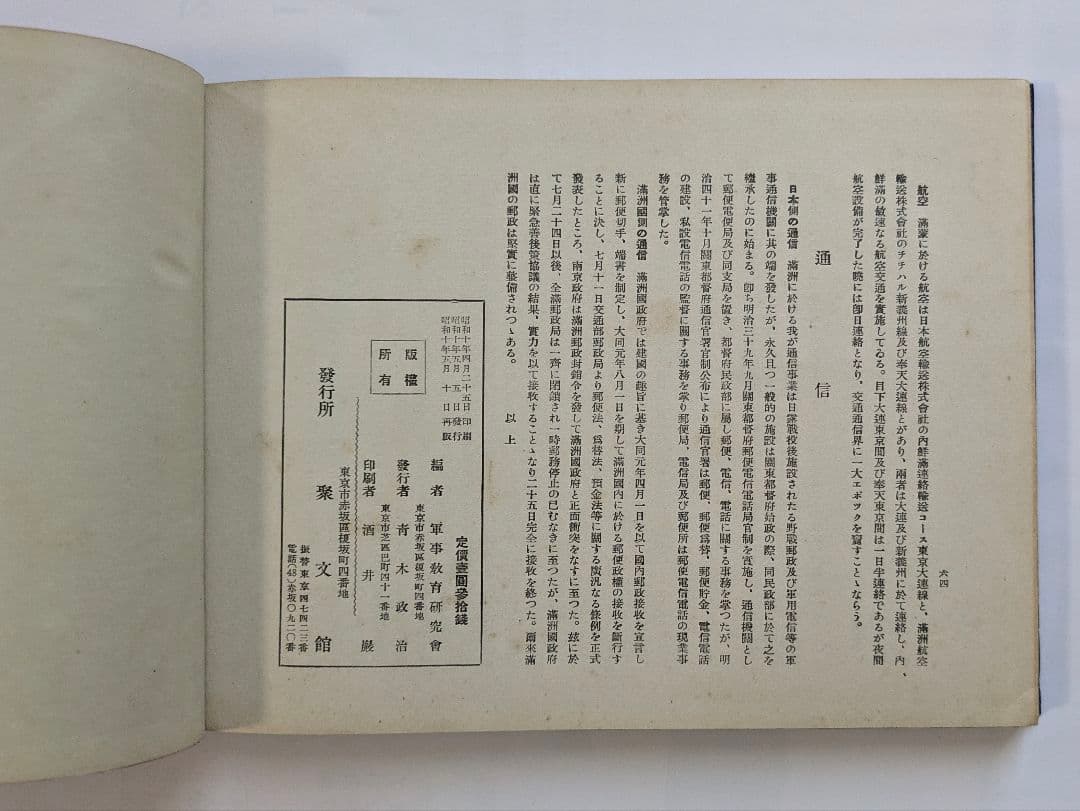 六四
航空　滿蒙に於ける航空は日本航空輸送株式會社の內鮮滿連絡輸送コース東京大連線と、滿洲航空
輸送株式會社のチチハル新義州線及び奉天大連線とがあり、兩者は大連及び新義州に於て連絡し、內
鮮滿の敏速なる航空交通を實施してゐる。目下大連東京間及び奉天東京間は一日半連絡であるが夜間
航空設備が完了した曉には卽日連絡となり、交通通信界に一大エポックを齎すことゝならう。
通信
日本側の通信　滿洲に於ける我が通信事業は日露戰役後施設されたる野戰郵政及び軍用電信等の軍
事通信機關に其の端を發したが、永久且つ一般的の施設は關東都督府始政の際、同民政部に於て之を
繼承したのに始まる。卽ち明治三十九年九月關東都督府郵便電信電話局官制を實施し、通信機關とし
て郵便電便局及び同支局を置き、都督府民政部に屬し郵便、電信、電話に關する事務を掌つたが、明
治四十一年十月關東都督府通信官署官制公布により通信官署は郵便、郵便爲替、郵便貯金、電信電話
の建設、私設電信電話の監督に關する事務を掌り郵便局、電信局及び郵便所は郵便電信電話の現業事
務を管掌した。
滿洲國側の通信　滿洲國政府では建國の趣旨に基き大同元年四月一日を以て國內郵政接收を宣言し
新に郵便切手、端書を制定し、大同元年八月一日を期して滿洲國內に於ける郵便政權の接收を斷行す
ることに決し、七月十一日交通部郵政局より郵便法、爲替法、預金法等に關する廣汎なる條例を正式
發表したところ、南京政府は滿洲郵政封鎖令を發して滿洲國政府と正面衝突をなすに至つた。玆に於
て七月二十四日以後、全滿郵政局は一齊に閉鎖され一時郵務停止の已むなきに至つたが、滿洲國政府
は直に緊急善後策協議の結果、實力を以て接收することゝなり二十五日完全に接收を終つた。爾來滿
洲國の郵政は堅實に整備されつゝある。
以上
昭和十年四月二十五日印刷
昭和十年五月五日發行
昭和十年五月十日再版
版權
所有
定價壹圓參拾錢
編者　軍事敎育硏究會
東京市赤坂區榎坂町四番地
發行者　靑木政治
東京市芝區巴町四十一番地
印刷者　酒井嚴
東京市赤坂區榎坂町四番地
發行所　文聚館
振替東京四七四二三番
電話(48)赤坂〇九二〇番